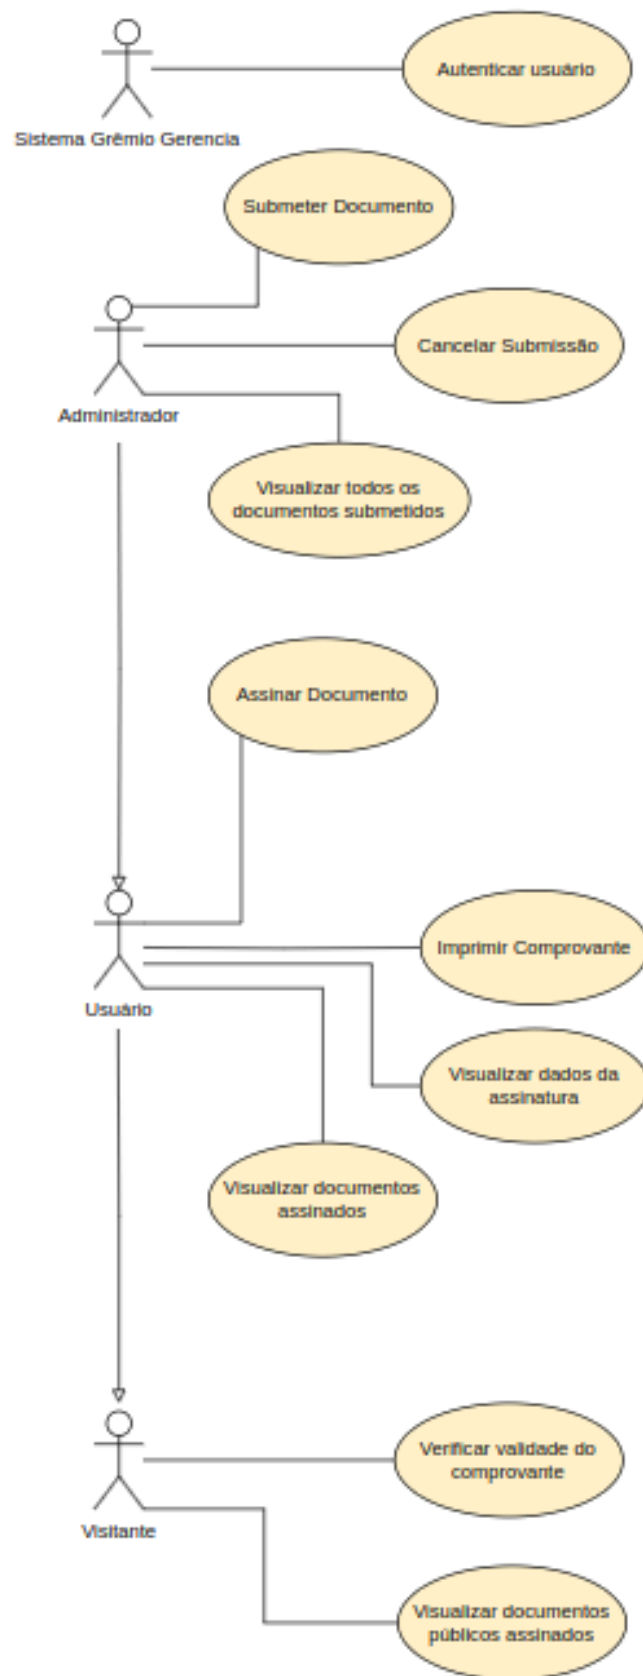 Autenticar usuário
Sistema Grêmio Gerencia
Submeter Documento
Cancelar Submissão
Administrador
Visualizar todos os
documentos submetidos
Assinar Documento
Imprimir Comprovante
Usuário
Visualizar dados da
assinatura
Visualizar documentos
assinados
Verificar validade do
comprovante
Visitante
Visualizar documentos
públicos assinados